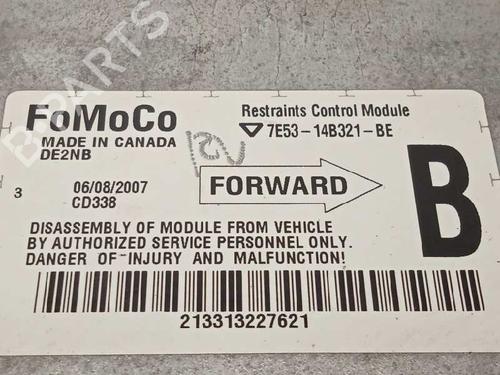 FoMoCo
MADE IN CANADA
DE2NB
Restraints Control Module
7E53-14B321-BE
3
06/08/2007
CD338
FORWARD
B
DISASSEMBLY OF MODULE FROM VEHICLE
BY AUTHORIZED SERVICE PERSONNEL ONLY.
DANGER OF INJURY AND MALFUNCTION!
213313227621